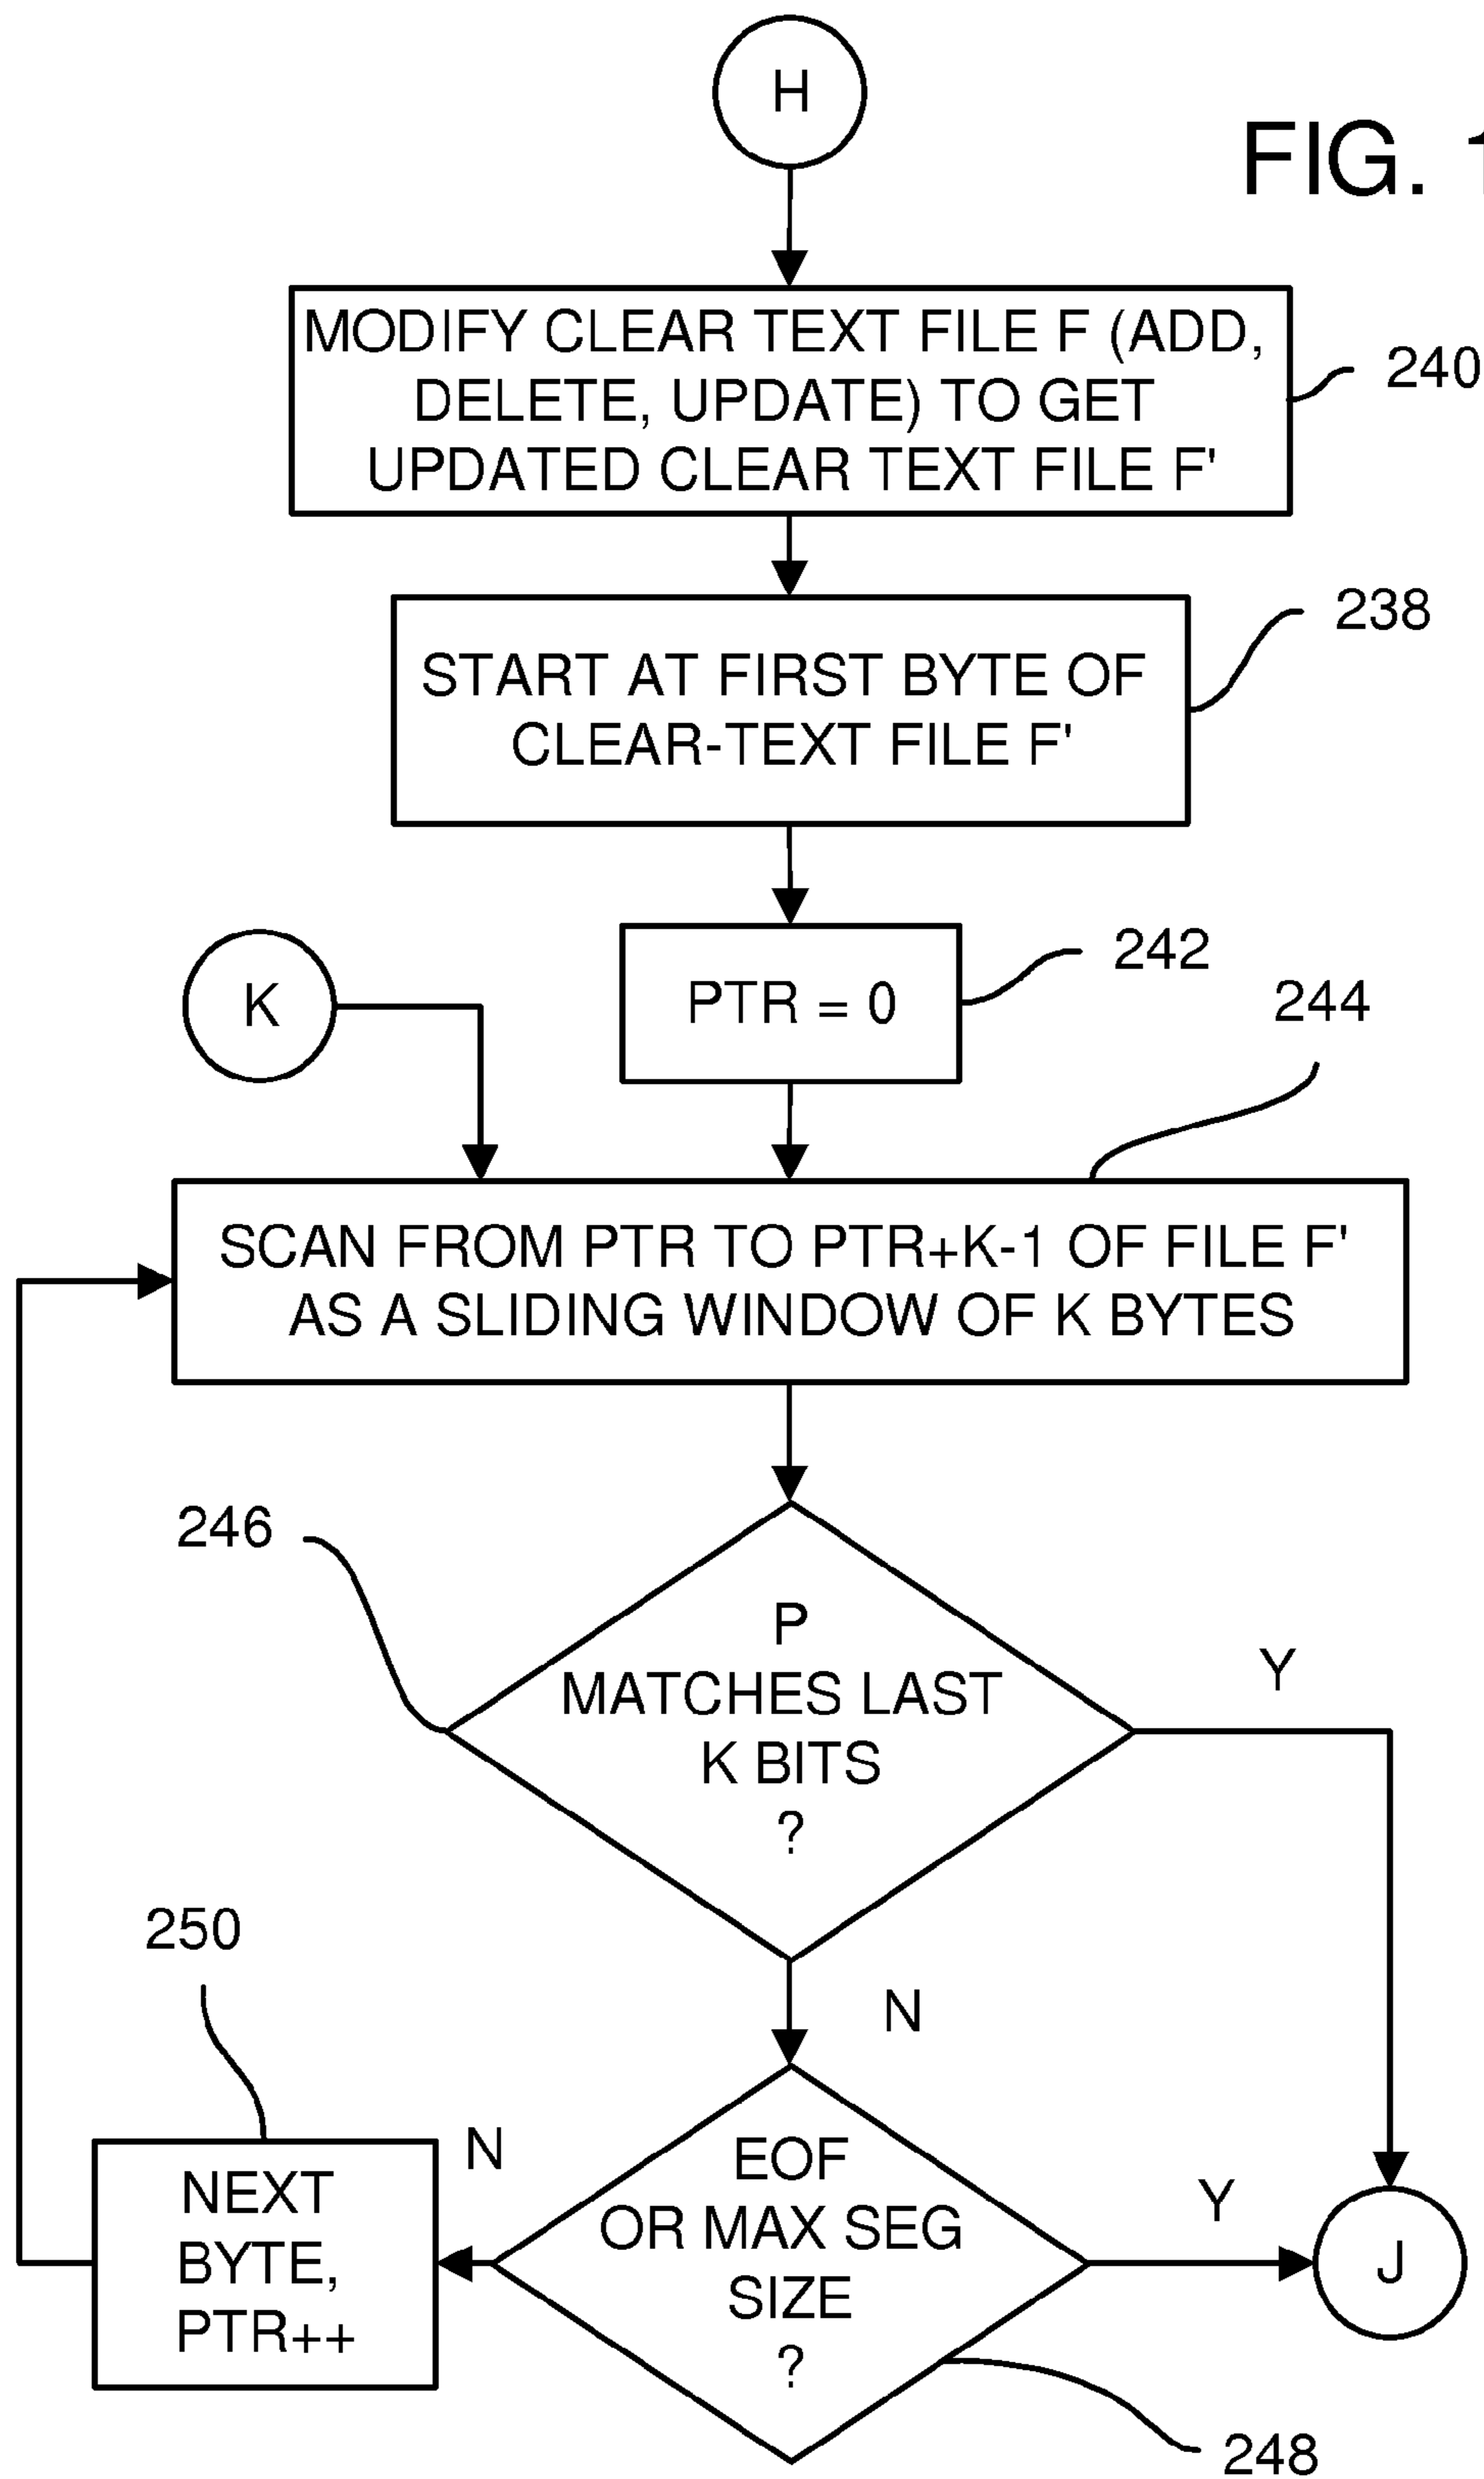 H
FIG. 1
MODIFY CLEAR TEXT FILE F (ADD,
DELETE, UPDATE) TO GET
UPDATED CLEAR TEXT FILE F'
240
START AT FIRST BYTE OF
CLEAR-TEXT FILE F'
238
PTR = 0
242
K
244
SCAN FROM PTR TO PTR+K-1 OF FILE F'
AS A SLIDING WINDOW OF K BYTES
246
P
MATCHES LAST
K BITS
?
Y
N
250
NEXT
BYTE,
PTR++
N
EOF
OR MAX SEG
SIZE
?
Y
J
248